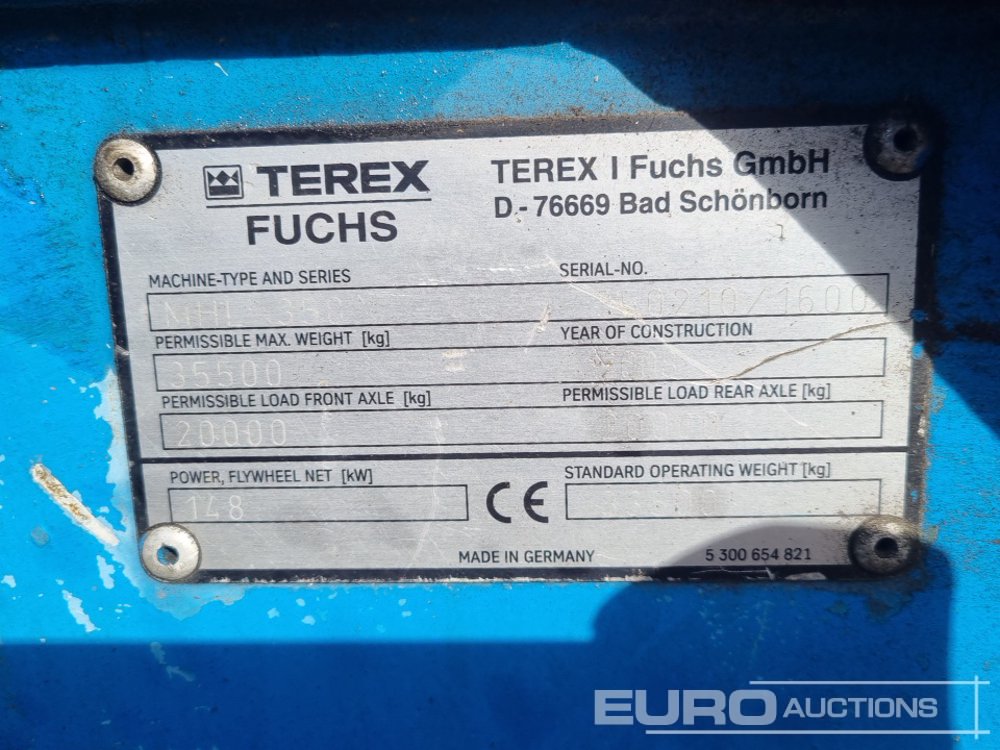 TEREX
FUCHS
TEREX I Fuchs GmbH
D.-76669 Bad Schönborn
MACHINE-TYPE AND SERIES
SERIAL-NO.
PERMISSIBLE MAX. WEIGHT [kg]
YEAR OF CONSTRUCTION
35500
PERMISSIBLE LOAD FRONT AXLE [kg]
PERMISSIBLE LOAD REAR AXLE [kg]
20000
POWER, FLYWHEEL NET [kW]
STANDARD OPERATING WEIGHT [kg]
148
CE
MADE IN GERMANY
5 300 654 821
EURO AUCTIONS